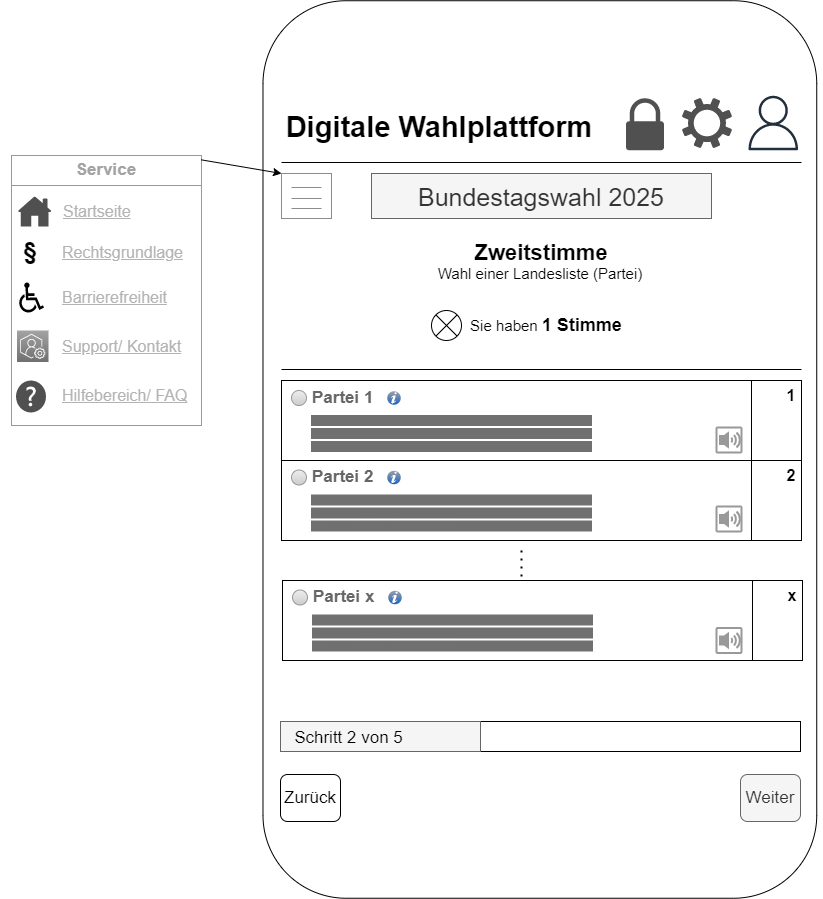 Digitale Wahlplattform
Service
Startseite
§ Rechtsgrundlage
Barrierefreiheit
Support/ Kontakt
? Hilfebereich/ FAQ
Bundestagswahl 2025
Zweitstimme
Wahl einer Landesliste (Partei)
Sie haben 1 Stimme
Partei 1 i 1
Partei 2 i 2
Partei x i x
Schritt 2 von 5
Zurück Weiter